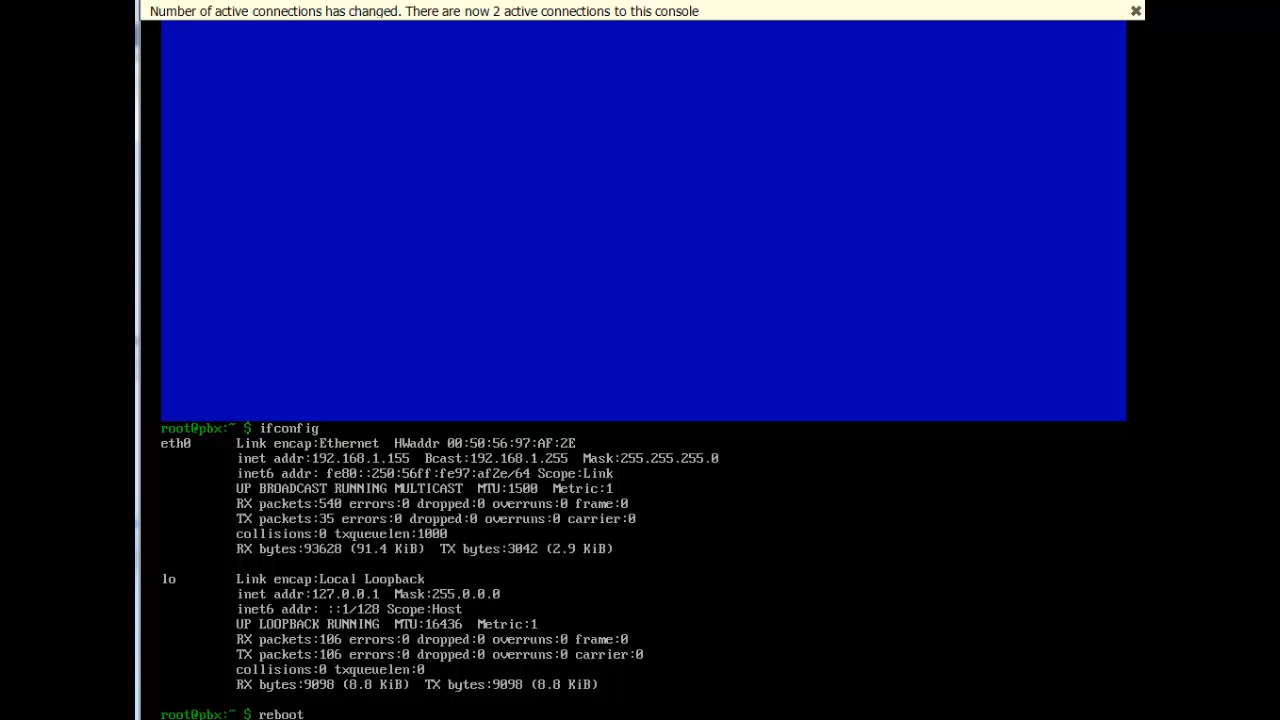 Number of active connections has changed. There are now 2 active connections to this console
root@pbx:~ $ ifconfig
eth0 Link encap:Ethernet HWaddr 00:50:56:97:AF:2E
inet addr:192.168.1.155 Bcast:192.168.1.255 Mask:255.255.255.0
inet6 addr: fe80::250:56ff:fe97:af2e/64 Scope:Link
UP BROADCAST RUNNING MULTICAST MTU:1500 Metric:1
RX packets:540 errors:0 dropped:0 overruns:0 frame:0
TX packets:35 errors:0 dropped:0 overruns:0 carrier:0
collisions:0 txqueuelen:1000
RX bytes:93628 (91.4 KiB) TX bytes:3042 (2.9 KiB)
lo Link encap:Local Loopback
inet addr:127.0.0.1 Mask:255.0.0.0
inet6 addr: ::1/128 Scope:Host
UP LOOPBACK RUNNING MTU:16436 Metric:1
RX packets:106 errors:0 dropped:0 overruns:0 frame:0
TX packets:106 errors:0 dropped:0 overruns:0 carrier:0
collisions:0 txqueuelen:0
RX bytes:9098 (8.8 KiB) TX bytes:9098 (8.8 KiB)
root@pbx:~ $ reboot